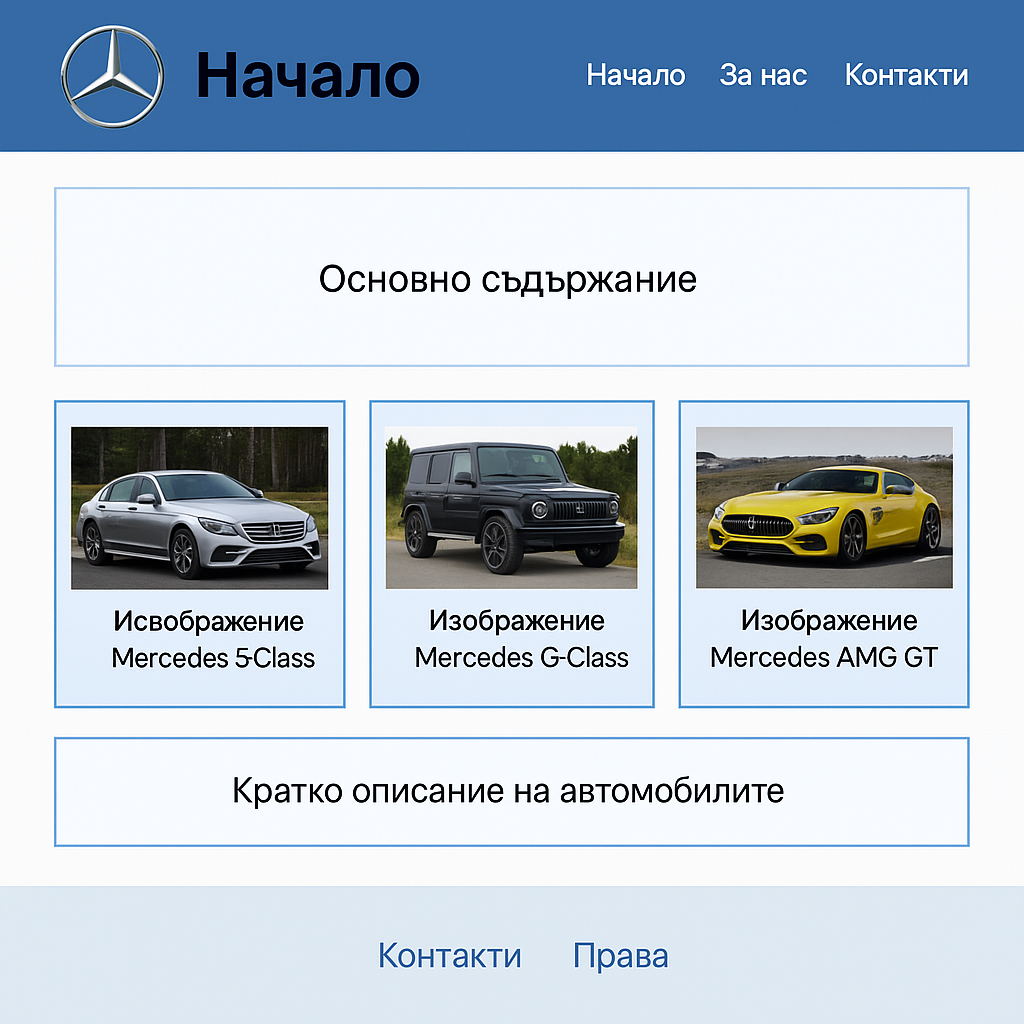 Начало
Начало За нас Контакти
Основно съдържание
Исвображение
Mercedes 5-Class
Изображение
Mercedes G-Class
Изображение
Mercedes AMG GT
Кратко описание на автомобилите
Контакти Права